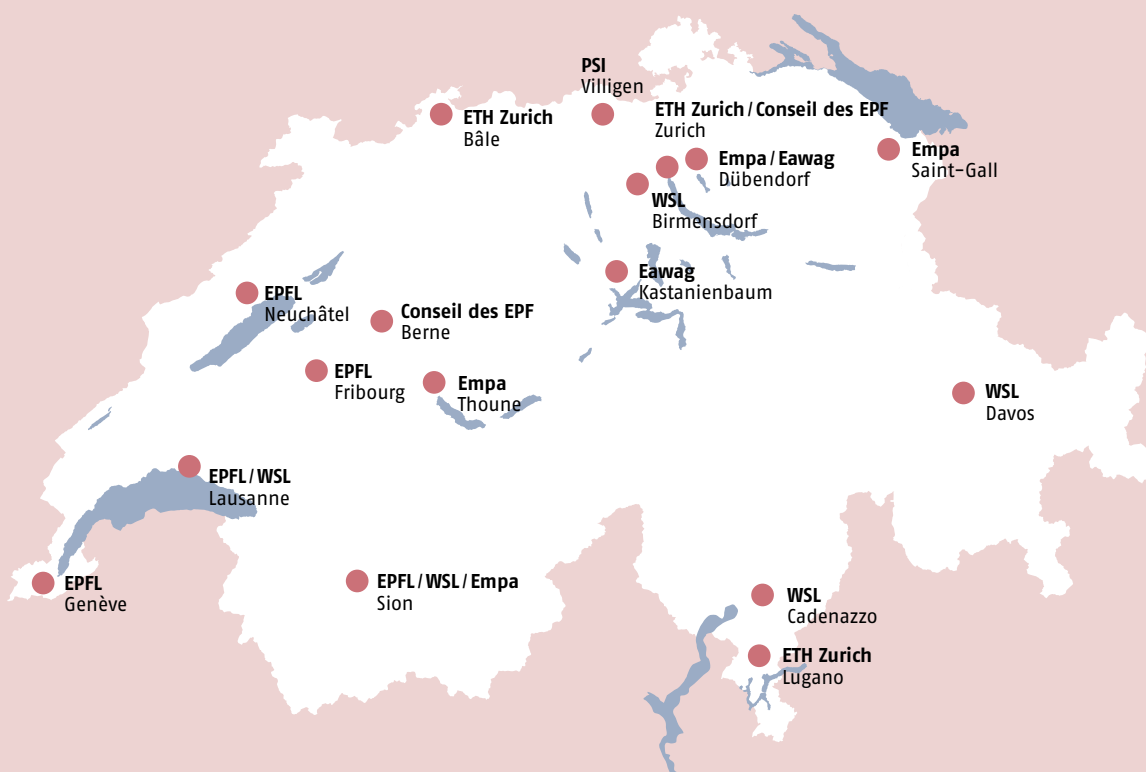 PSI
Villigen
ETH Zurich
Bâle
ETH Zurich / Conseil des EPF
Zurich
Empa / Eawag
Dübendorf
Empa
Saint-Gall
WSL
Birmensdorf
Eawag
Kastanienbaum
EPFL
Neuchâtel
Conseil des EPF
Berne
EPFL
Fribourg
Empa
Thoune
WSL
Davos
EPFL / WSL
Lausanne
EPFL
Genève
EPFL / WSL / Empa
Sion
WSL
Cadenazzo
ETH Zurich
Lugano